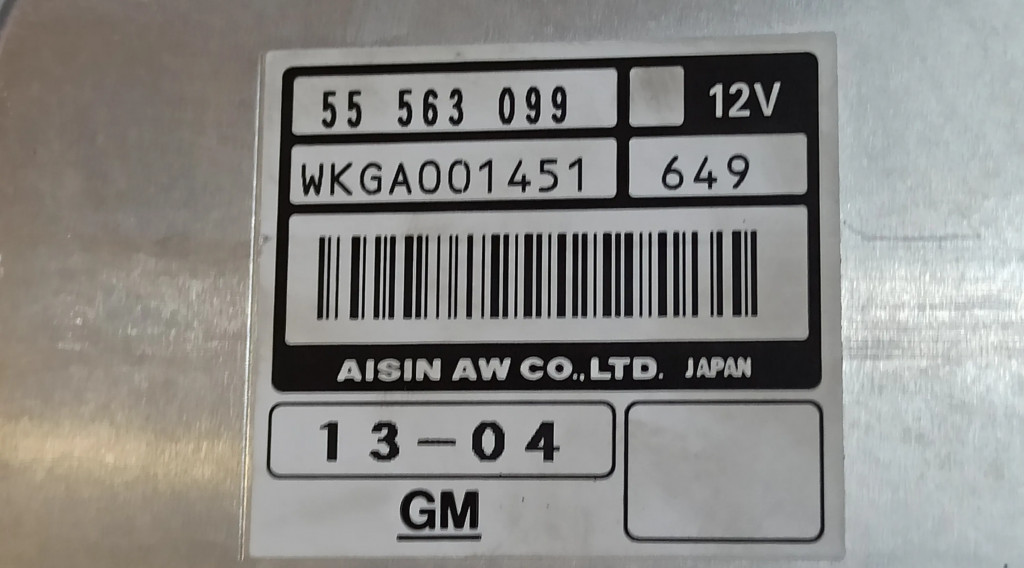 55 563 099 12V
WKGA001451 649
AISIN AW CO.,LTD. JAPAN
13-04
GM